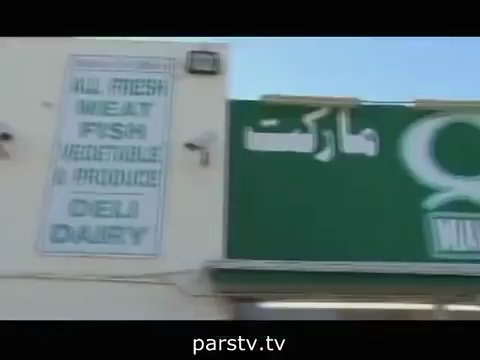 ALL FRESH
MEAT
FISH
VEGETABLE
& PRODUCE
DELI
DAIRY
مارکت
parstv.tv